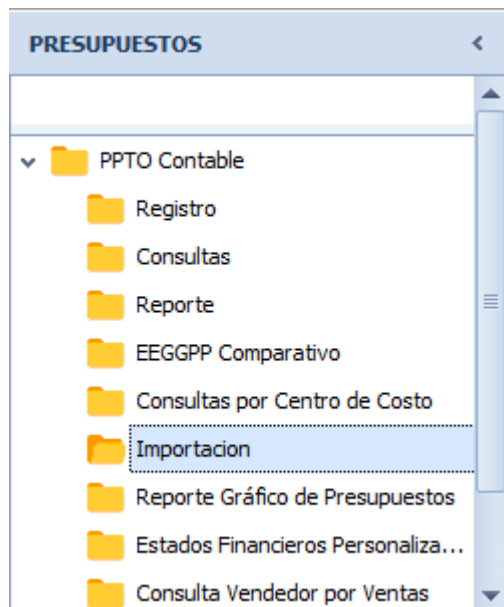 PRESUPUESTOS
PPTO Contable
Registro
Consultas
Reporte
EEGGPP Comparativo
Consultas por Centro de Costo
Importacion
Reporte Gráfico de Presupuestos
Estados Financieros Personaliza...
Consulta Vendedor por Ventas